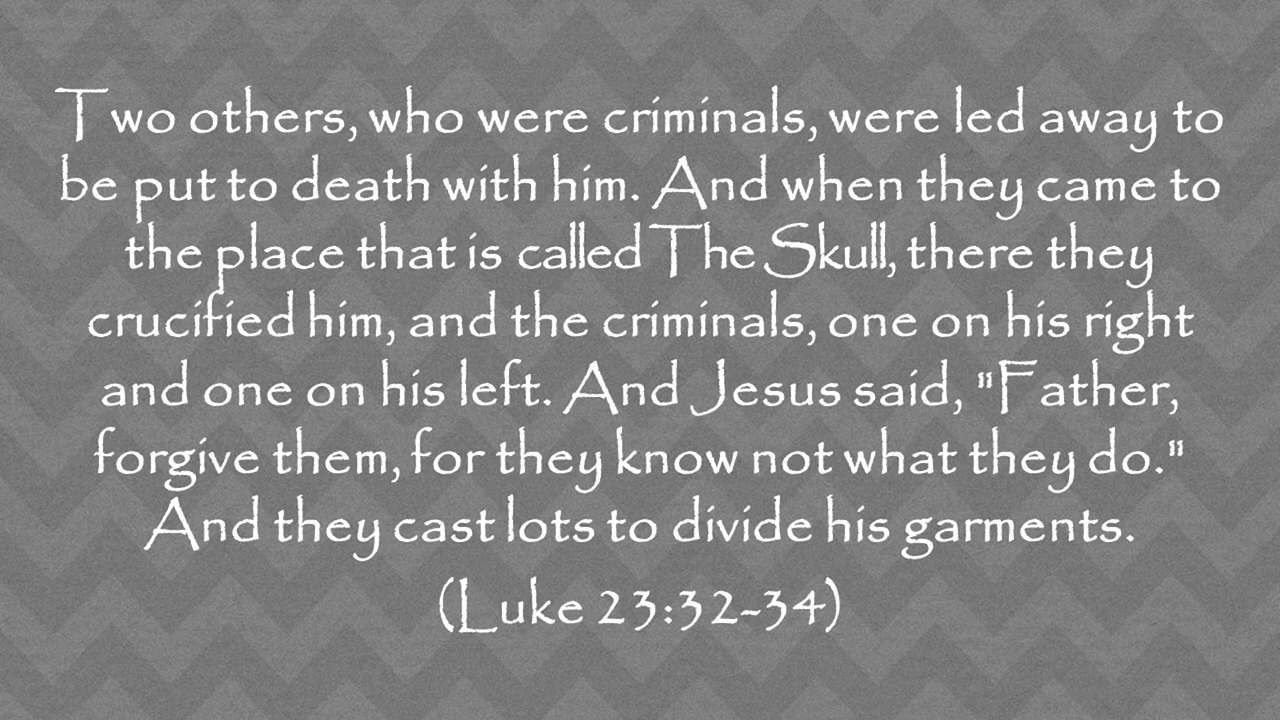 Two others, who were criminals, were led away to
be put to death with him. And when they came to
the place that is called The Skull, there they
crucified him, and the criminals, one on his right
and one on his left. And Jesus said, "Father,
forgive them, for they know not what they do."
And they cast lots to divide his garments.
(Luke 23:32-34)